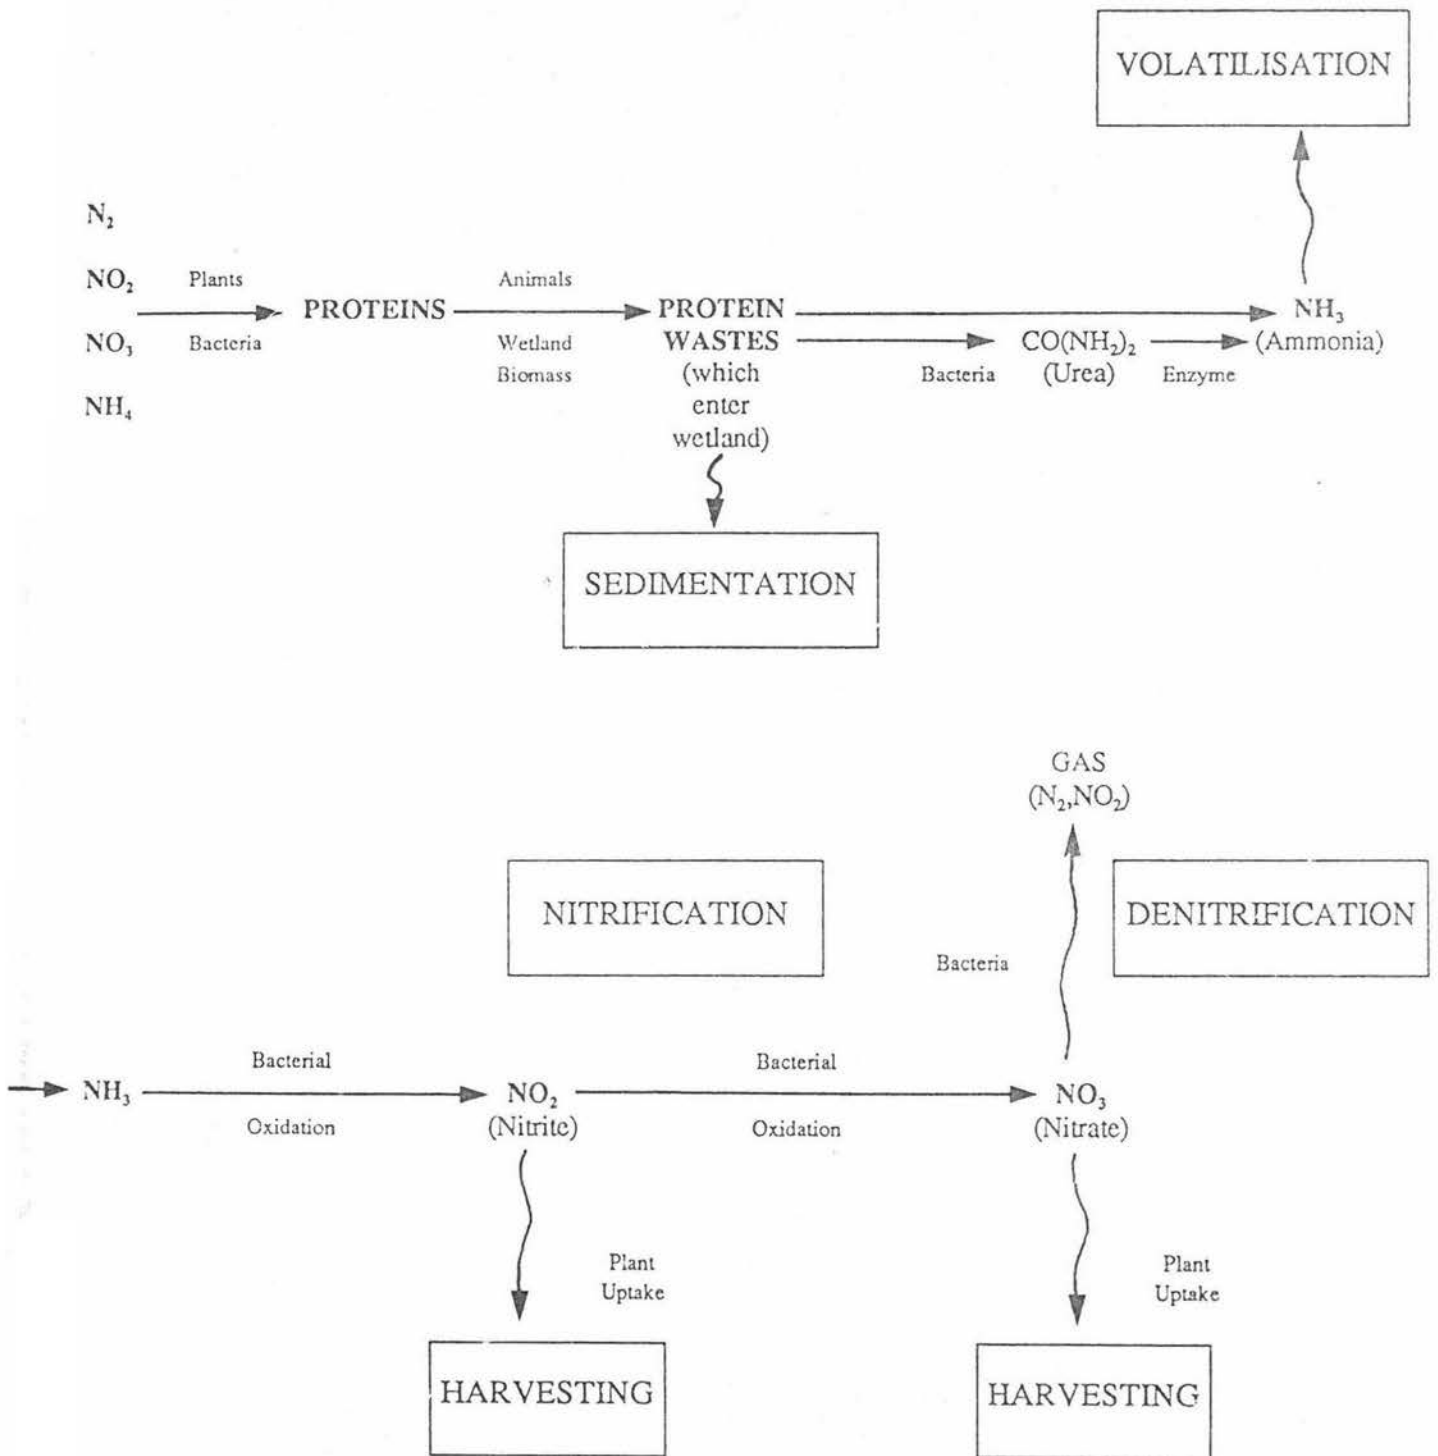 VOLATILISATION
N₂
NO₂
Plants
Animals
PROTEINS
PROTEIN
NH₃
NO₃
Bacteria
Wetland
WASTES
CO(NH₂)₂
(Ammonia)
Biomass
(which
Bacteria
(Urea)
Enzyme
NH₄
enter
wetland)
SEDIMENTATION
GAS
(N₂,NO₂)
NITRIFICATION
DENITRIFICATION
Bacteria
Bacterial
Bacterial
NH₃
NO₂
NO₃
Oxidation
(Nitrite)
Oxidation
(Nitrate)
Plant
Uptake
Plant
Uptake
HARVESTING
HARVESTING